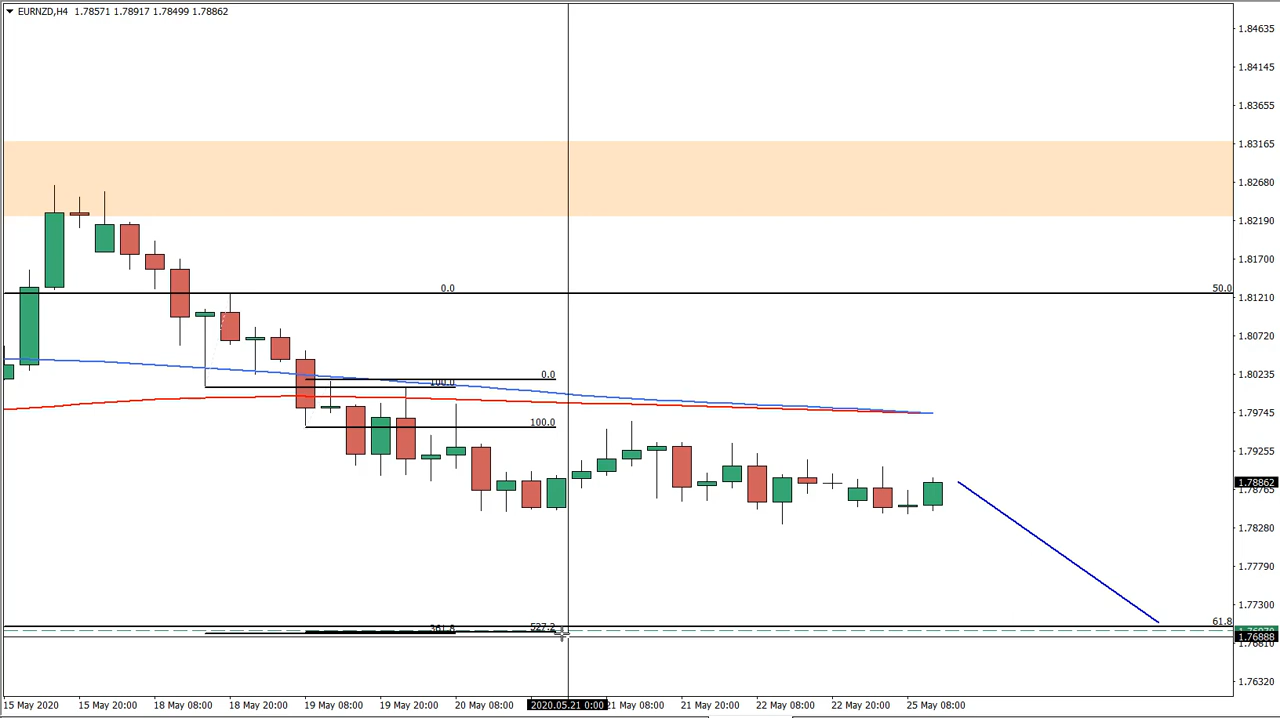 EURNZD,H4 1.78571 1.78917 1.78499 1.78862
1.84635
1.84145
1.83655
1.83165
1.82680
1.82190
1.81700
0.0
50.0
1.81210
1.80720
0.0
1.80235
100.0
1.79745
100.0
1.79255
1.78862
1.78765
1.78280
1.77790
1.77300
61.8
361.8
527.2
1.76888
1.76810
1.76320
15 May 2020
15 May 20:00
18 May 08:00
18 May 20:00
19 May 08:00
19 May 20:00
20 May 08:00
2020.05.21 0:00
21 May 08:00
21 May 20:00
22 May 08:00
22 May 20:00
25 May 08:00